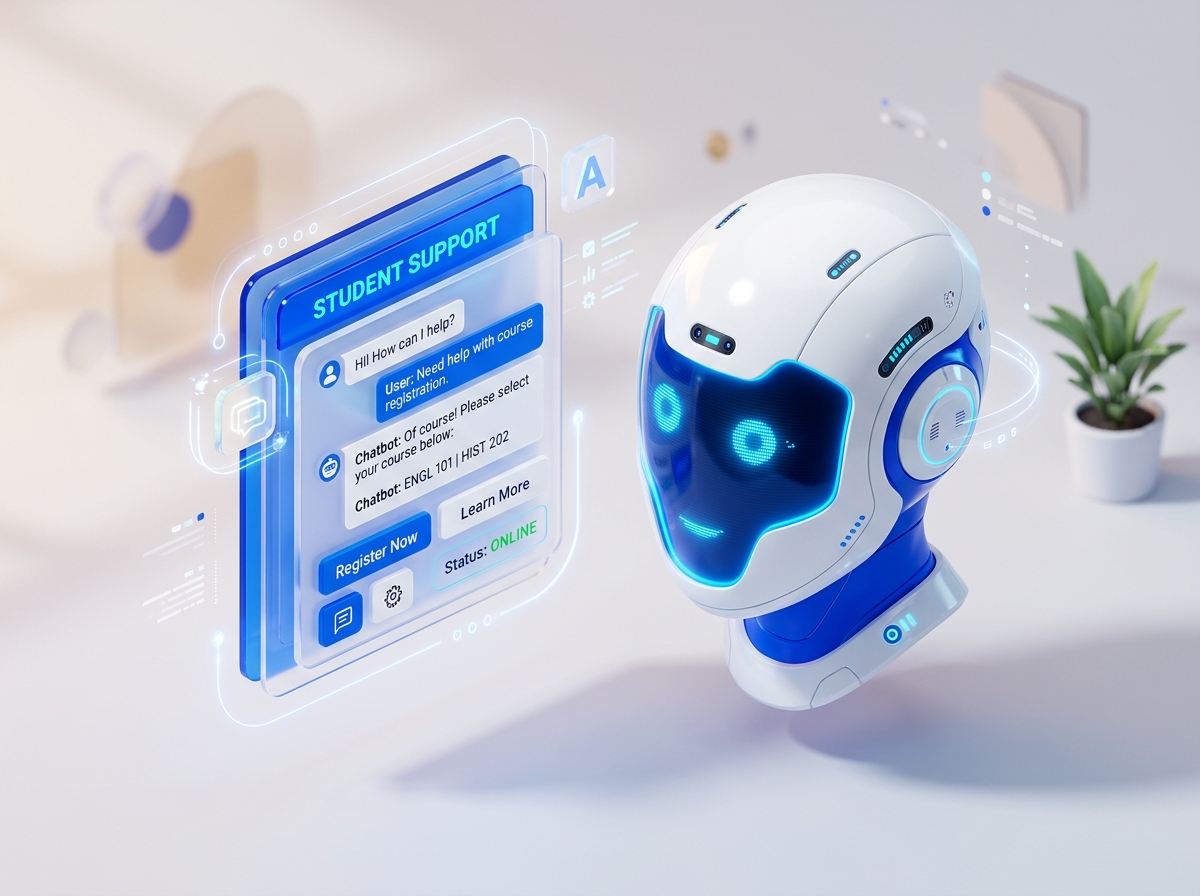 A
STUDENT SUPPORT
HII How can I help?
User: Need help with course
registration.
Chatbot: Of course! Please select
your course below:
Chatbot: ENGL 101 | HIST 202
Register Now
Learn More
Status: ONLINE